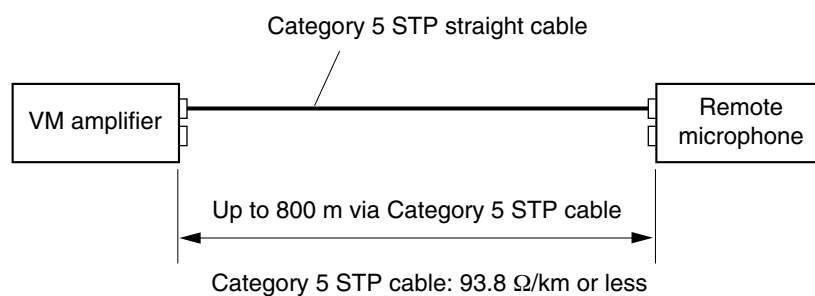 Category 5 STP straight cable
VM amplifier
Remote
microphone
Up to 800 m via Category 5 STP cable
Category 5 STP cable: 93.8 Ω/km or less